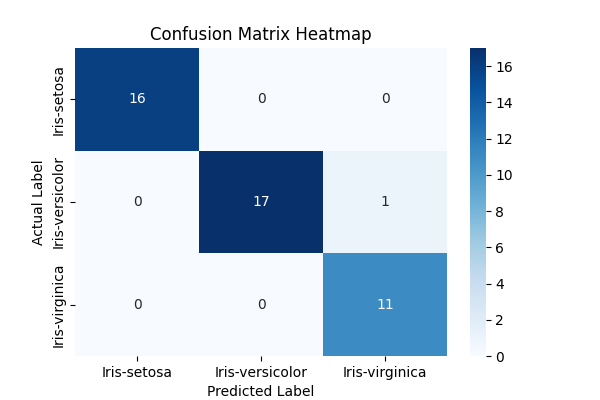 Confusion Matrix Heatmap
Actual Label
Iris-setosa
16 0 0
Iris-versicolor
0 17 1
Iris-virginica
0 0 11
Iris-setosa Iris-versicolor Iris-virginica
Predicted Label
16
14
12
10
8
6
4
2
0